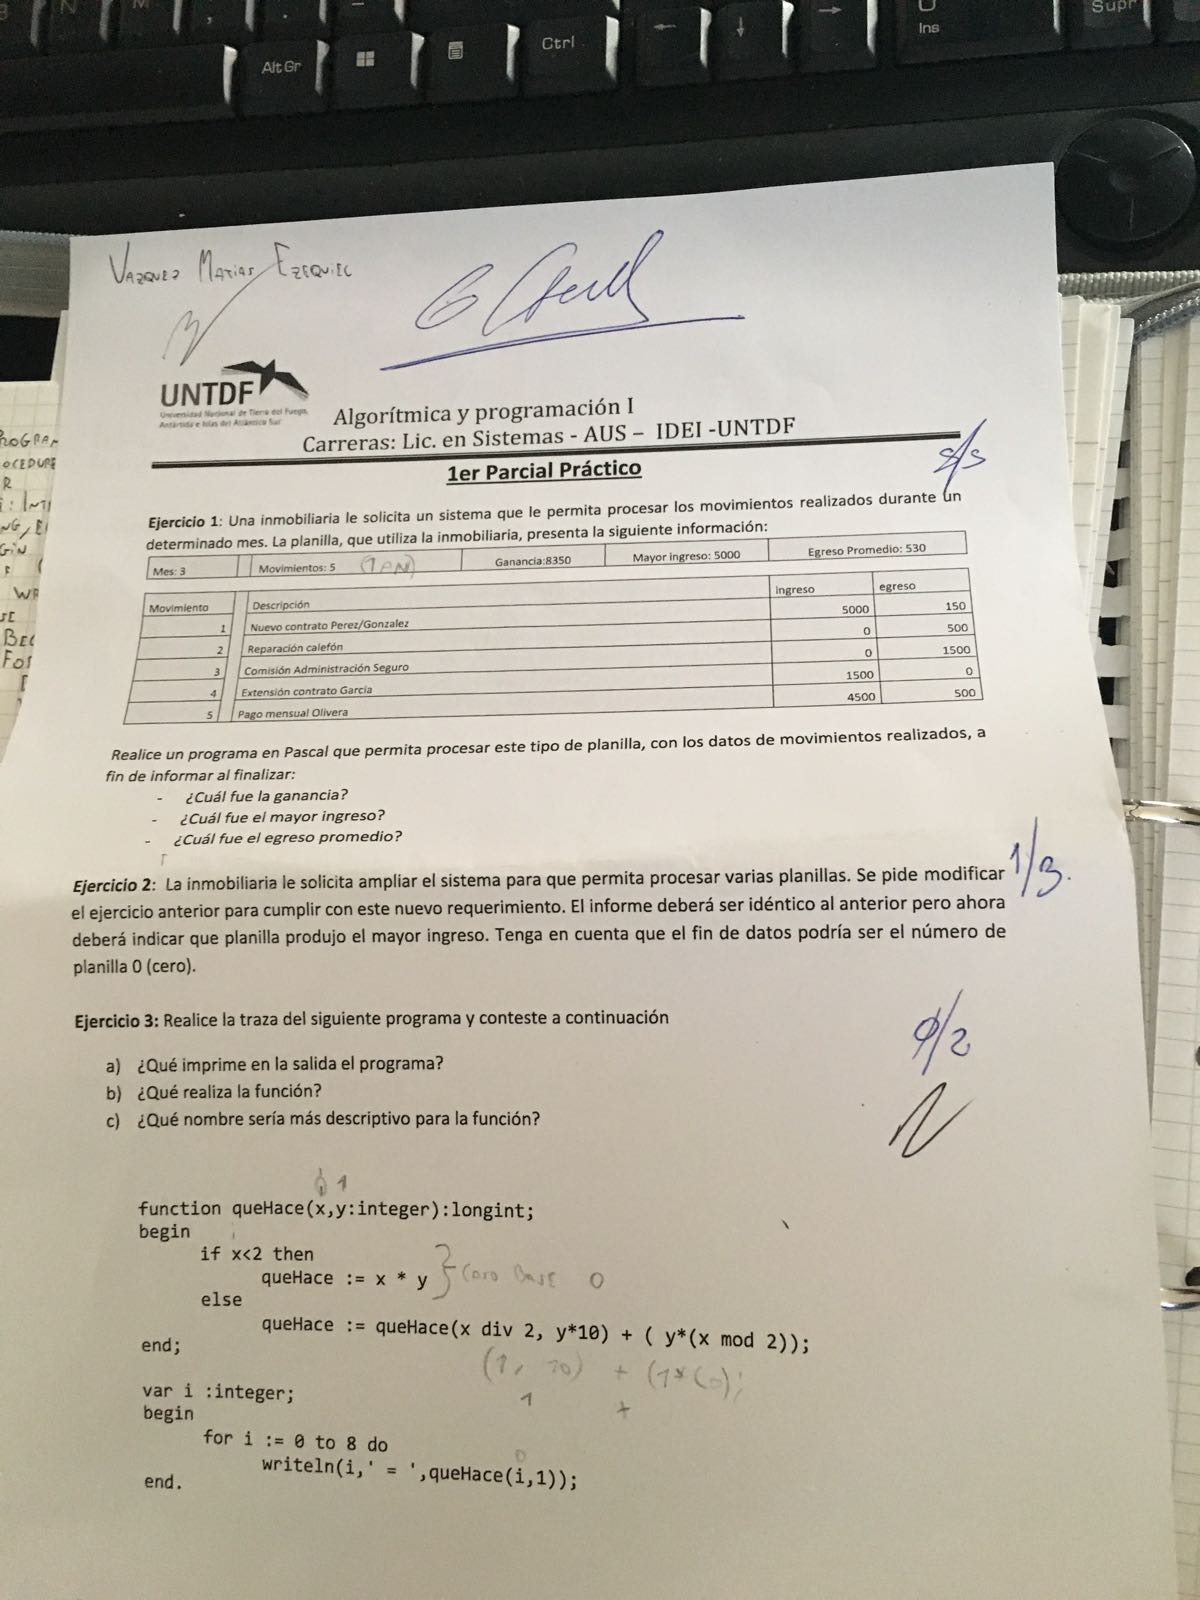 Alt Gr
Ctrl
Ins
Supr
VAZQUEZ MATIAS EZEQUIEL
6
UNTDF
Universidad Nacional de Tierra del Fuego,
Antártida e Islas del Atlántico Sur
Algorítmica y programación I
Carreras: Lic. en Sistemas - AUS – IDEI -UNTDF
1er Parcial Práctico
Ejercicio 1: Una inmobiliaria le solicita un sistema que le permita procesar los movimientos realizados durante un
determinado mes. La planilla, que utiliza la inmobiliaria, presenta la siguiente información:
Mes: 3 Movimientos: 5 Ganancia:8350 Mayor ingreso: 5000 Egreso Promedio: 530
Movimiento Descripción ingreso egreso
1 Nuevo contrato Perez/Gonzalez 5000 150
2 Reparación calefón 0 500
3 Comisión Administración Seguro 0 1500
4 Extensión contrato Garcia 1500 0
5 Pago mensual Olivera 4500 500
Realice un programa en Pascal que permita procesar este tipo de planilla, con los datos de movimientos realizados, a
fin de informar al finalizar:
- ¿Cuál fue la ganancia?
- ¿Cuál fue el mayor ingreso?
- ¿Cuál fue el egreso promedio?
1/3.
Ejercicio 2: La inmobiliaria le solicita ampliar el sistema para que permita procesar varias planillas. Se pide modificar
el ejercicio anterior para cumplir con este nuevo requerimiento. El informe deberá ser idéntico al anterior pero ahora
deberá indicar que planilla produjo el mayor ingreso. Tenga en cuenta que el fin de datos podría ser el número de
planilla 0 (cero).
Ejercicio 3: Realice la traza del siguiente programa y conteste a continuación
a) ¿Qué imprime en la salida el programa?
b) ¿Qué realiza la función?
c) ¿Qué nombre sería más descriptivo para la función?
0 1
function queHace(x,y:integer):longint;
begin
if x<2 then
queHace := x * y } Caso Base 0
else
queHace := queHace(x div 2, y*10) + ( y*(x mod 2));
end;
(1, 10) + (1*(0);
1 +
var i :integer;
begin
for i := 0 to 8 do
0
writeln(i,' = ',queHace(i,1));
end.